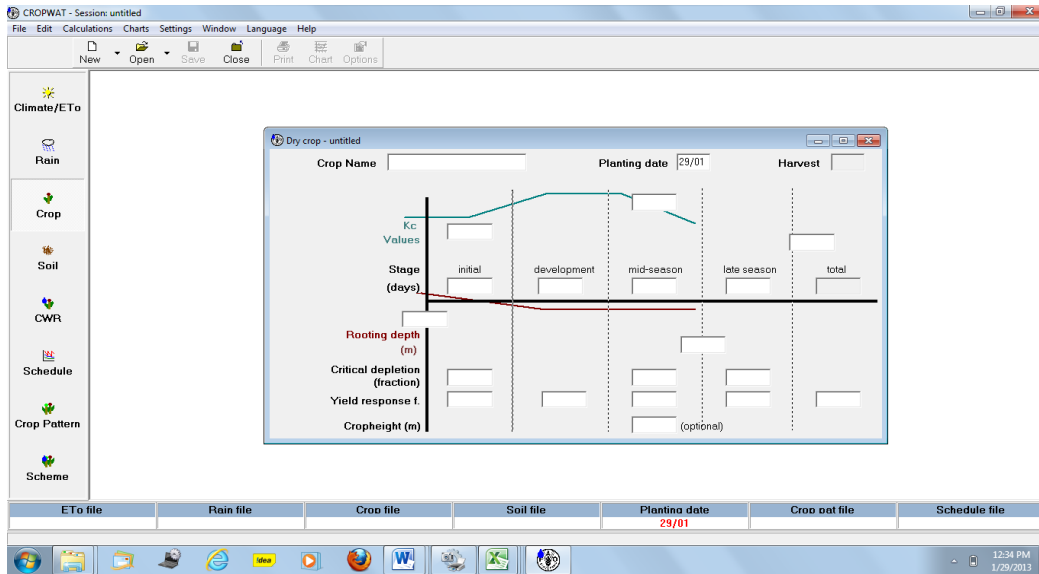 CROPWAT - Session: untitled
File Edit Calculations Charts Settings Window Language Help
New Open Save Close Print Chart Options
Climate/ETo
Rain
Crop
Soil
CWR
Schedule
Crop Pattern
Scheme
Dry crop - untitled
Crop Name Planting date 29/01 Harvest
Kc
Values
Stage initial development mid-season late season total
(days)
Rooting depth
(m)
Critical depletion
(fraction)
Yield response f.
Cropheight (m) (optional)
ETo file Rain file Crop file Soil file Planting date Crop pat file Schedule file
29/01
idea
12:34 PM
1/29/2013